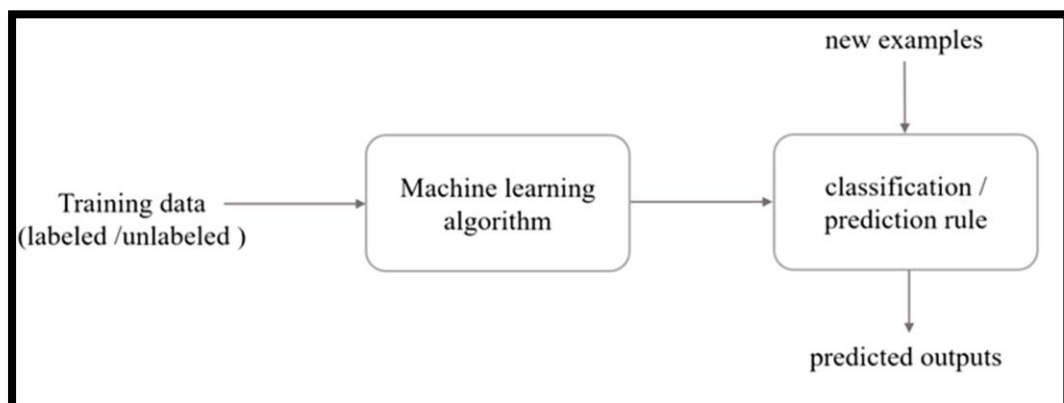 new examples
Training data
(labeled /unlabeled )
Machine learning
algorithm
classification /
prediction rule
predicted outputs